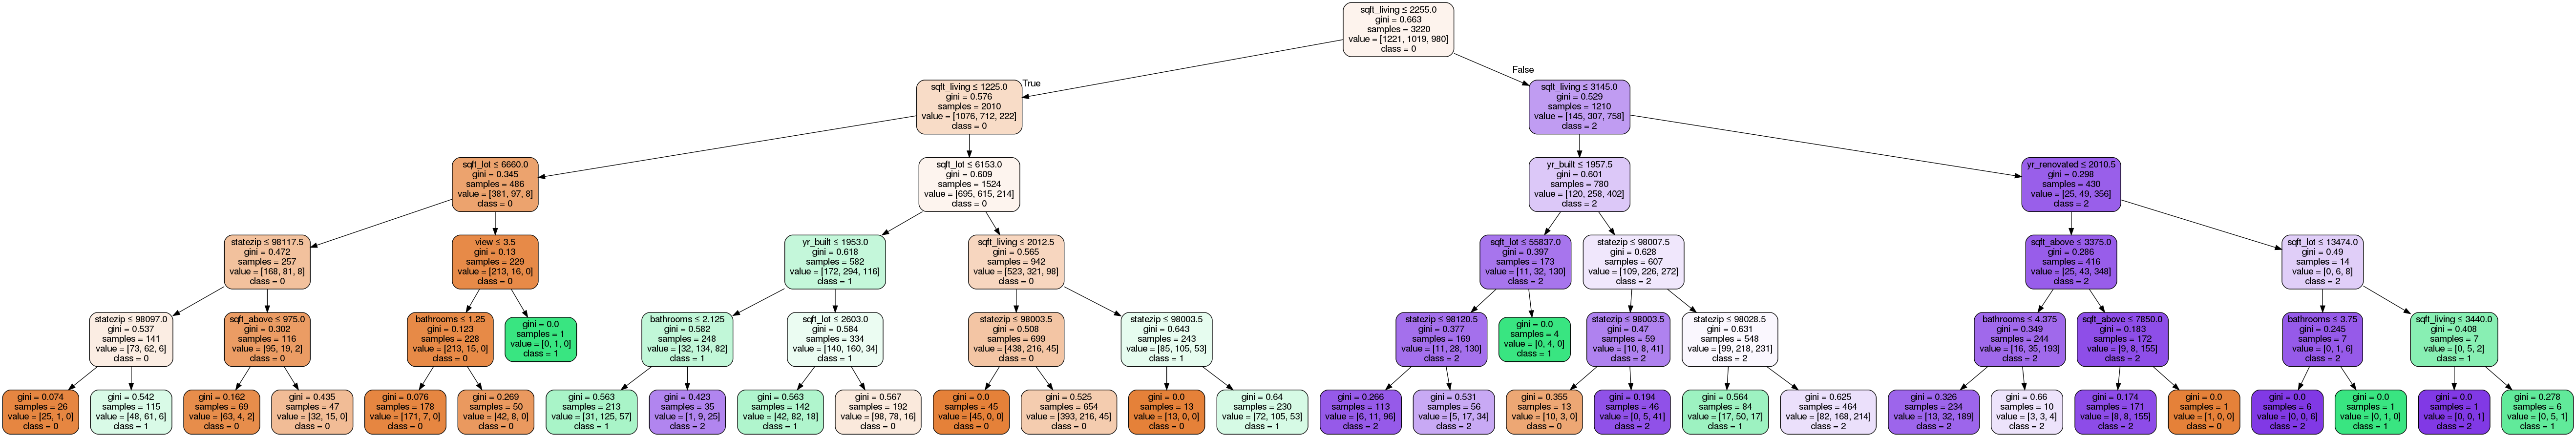 sqft_living ≤ 2255.0
gini = 0.663
samples = 3220
value = [1221, 1019, 980]
class = 0
True
False
sqft_living ≤ 1225.0
gini = 0.576
samples = 2010
value = [1076, 712, 222]
class = 0
sqft_living ≤ 3145.0
gini = 0.529
samples = 1210
value = [145, 307, 758]
class = 2
sqft_lot ≤ 6660.0
gini = 0.345
samples = 486
value = [381, 97, 8]
class = 0
sqft_lot ≤ 6153.0
gini = 0.609
samples = 1524
value = [695, 615, 214]
class = 0
yr_built ≤ 1957.5
gini = 0.601
samples = 780
value = [120, 258, 402]
class = 2
yr_renovated ≤ 2010.5
gini = 0.298
samples = 430
value = [25, 49, 356]
class = 2
statezip ≤ 98117.5
gini = 0.472
samples = 257
value = [168, 81, 8]
class = 0
view ≤ 3.5
gini = 0.13
samples = 229
value = [213, 16, 0]
class = 0
yr_built ≤ 1953.0
gini = 0.618
samples = 582
value = [172, 294, 116]
class = 1
sqft_living ≤ 2012.5
gini = 0.565
samples = 942
value = [523, 321, 98]
class = 0
sqft_lot ≤ 55837.0
gini = 0.397
samples = 173
value = [11, 32, 130]
class = 2
statezip ≤ 98007.5
gini = 0.628
samples = 607
value = [109, 226, 272]
class = 2
sqft_above ≤ 3375.0
gini = 0.286
samples = 416
value = [25, 43, 348]
class = 2
sqft_lot ≤ 13474.0
gini = 0.49
samples = 14
value = [0, 6, 8]
class = 2
statezip ≤ 98097.0
gini = 0.537
samples = 141
value = [73, 62, 6]
class = 0
sqft_above ≤ 975.0
gini = 0.302
samples = 116
value = [95, 19, 2]
class = 0
bathrooms ≤ 1.25
gini = 0.123
samples = 228
value = [213, 15, 0]
class = 0
gini = 0.0
samples = 1
value = [0, 1, 0]
class = 1
bathrooms ≤ 2.125
gini = 0.582
samples = 248
value = [32, 134, 82]
class = 1
sqft_lot ≤ 2603.0
gini = 0.584
samples = 334
value = [140, 160, 34]
class = 1
statezip ≤ 98003.5
gini = 0.508
samples = 699
value = [438, 216, 45]
class = 0
statezip ≤ 98003.5
gini = 0.643
samples = 243
value = [85, 105, 53]
class = 1
statezip ≤ 98120.5
gini = 0.377
samples = 169
value = [11, 28, 130]
class = 2
gini = 0.0
samples = 4
value = [0, 4, 0]
class = 1
statezip ≤ 98003.5
gini = 0.47
samples = 59
value = [10, 8, 41]
class = 2
statezip ≤ 98028.5
gini = 0.631
samples = 548
value = [99, 218, 231]
class = 2
bathrooms ≤ 4.375
gini = 0.349
samples = 244
value = [16, 35, 193]
class = 2
sqft_above ≤ 7850.0
gini = 0.183
samples = 172
value = [9, 8, 155]
class = 2
bathrooms ≤ 3.75
gini = 0.245
samples = 7
value = [0, 1, 6]
class = 2
sqft_living ≤ 3440.0
gini = 0.408
samples = 7
value = [0, 5, 2]
class = 1
gini = 0.074
samples = 26
value = [25, 1, 0]
class = 0
gini = 0.542
samples = 115
value = [48, 61, 6]
class = 1
gini = 0.162
samples = 69
value = [63, 4, 2]
class = 0
gini = 0.435
samples = 47
value = [32, 15, 0]
class = 0
gini = 0.076
samples = 178
value = [171, 7, 0]
class = 0
gini = 0.269
samples = 50
value = [42, 8, 0]
class = 0
gini = 0.563
samples = 213
value = [31, 125, 57]
class = 1
gini = 0.423
samples = 35
value = [1, 9, 25]
class = 2
gini = 0.563
samples = 142
value = [42, 82, 18]
class = 1
gini = 0.567
samples = 192
value = [98, 78, 16]
class = 0
gini = 0.0
samples = 45
value = [45, 0, 0]
class = 0
gini = 0.525
samples = 654
value = [393, 216, 45]
class = 0
gini = 0.0
samples = 13
value = [13, 0, 0]
class = 0
gini = 0.64
samples = 230
value = [72, 105, 53]
class = 1
gini = 0.266
samples = 113
value = [6, 11, 96]
class = 2
gini = 0.531
samples = 56
value = [5, 17, 34]
class = 2
gini = 0.355
samples = 13
value = [10, 3, 0]
class = 0
gini = 0.194
samples = 46
value = [0, 5, 41]
class = 2
gini = 0.564
samples = 84
value = [17, 50, 17]
class = 1
gini = 0.625
samples = 464
value = [82, 168, 214]
class = 2
gini = 0.326
samples = 234
value = [13, 32, 189]
class = 2
gini = 0.66
samples = 10
value = [3, 3, 4]
class = 2
gini = 0.174
samples = 171
value = [8, 8, 155]
class = 2
gini = 0.0
samples = 1
value = [1, 0, 0]
class = 0
gini = 0.0
samples = 6
value = [0, 0, 6]
class = 2
gini = 0.0
samples = 1
value = [0, 1, 0]
class = 1
gini = 0.0
samples = 1
value = [0, 0, 1]
class = 2
gini = 0.278
samples = 6
value = [0, 5, 1]
class = 1